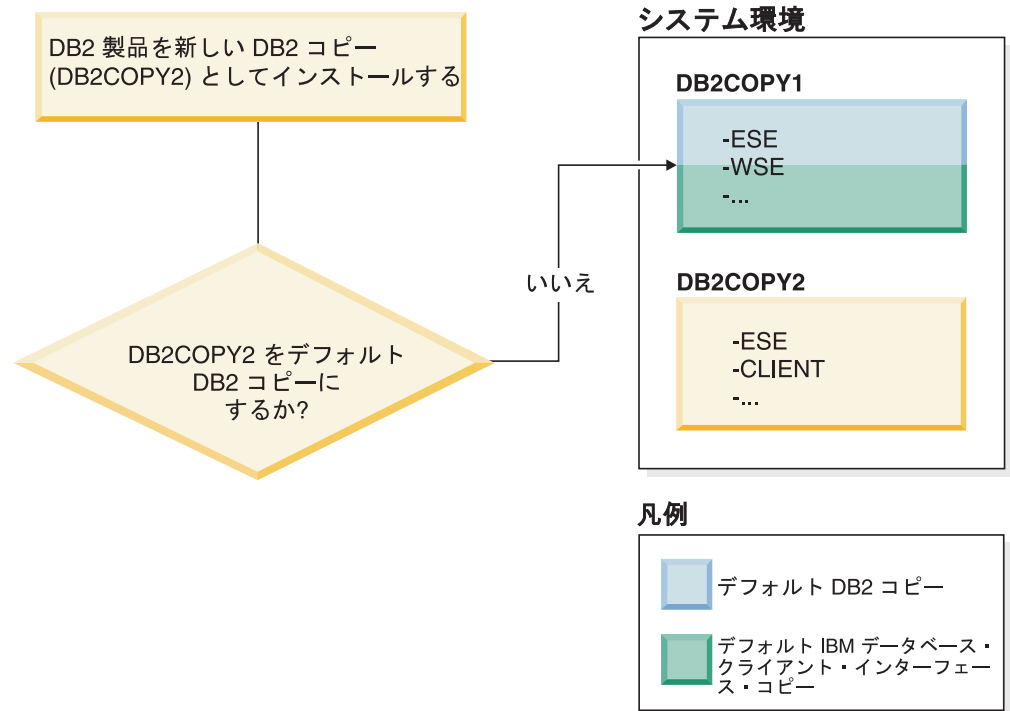 DB2 製品を新しい DB2 コピー
(DB2COPY2) としてインストールする
DB2COPY2 をデフォルト
DB2 コピーに
するか?
いいえ
システム環境
DB2COPY1
-ESE
-WSE
-...
DB2COPY2
-ESE
-CLIENT
-...
凡例
デフォルト DB2 コピー
デフォルト IBM データベース・
クライアント・インターフェー
ス・コピー